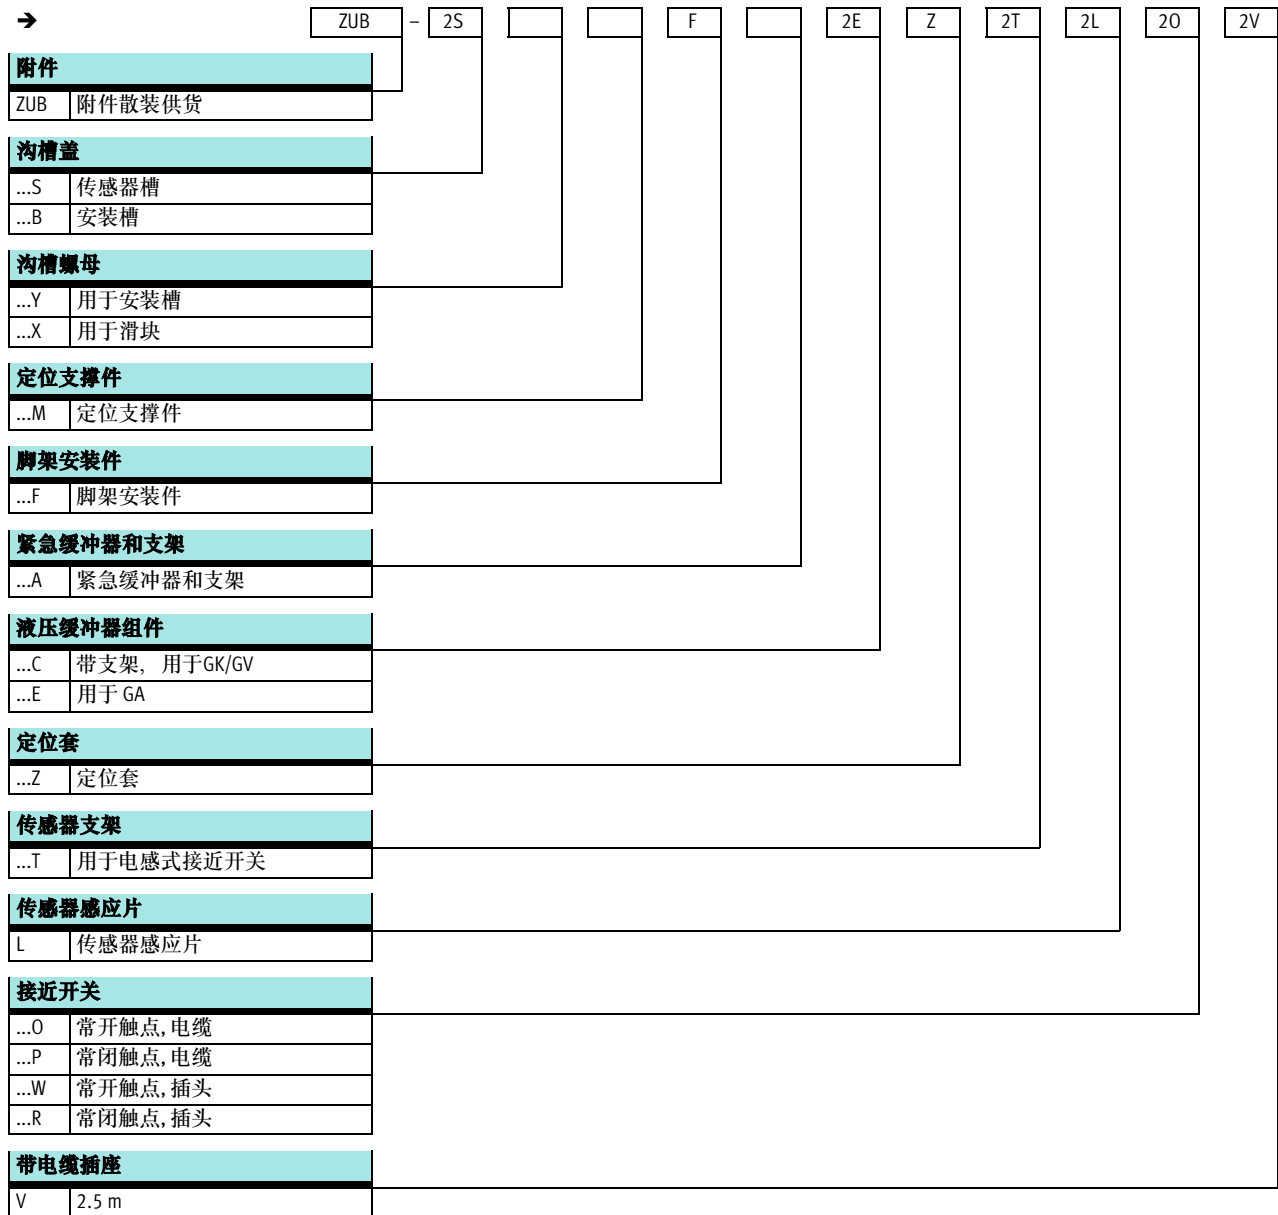 ➔ ZUB – 2S F 2E Z 2T 2L 2O 2V
附件
ZUB 附件散装供货
沟槽盖
...S 传感器槽
...B 安装槽
沟槽螺母
...Y 用于安装槽
...X 用于滑块
定位支撑件
...M 定位支撑件
脚架安装件
...F 脚架安装件
紧急缓冲器和支架
...A 紧急缓冲器和支架
液压缓冲器组件
...C 带支架, 用于GK/GV
...E 用于 GA
定位套
...Z 定位套
传感器支架
...T 用于电感式接近开关
传感器感应片
L 传感器感应片
接近开关
...O 常开触点, 电缆
...P 常闭触点, 电缆
...W 常开触点, 插头
...R 常闭触点, 插头
带电缆插座
V 2.5 m